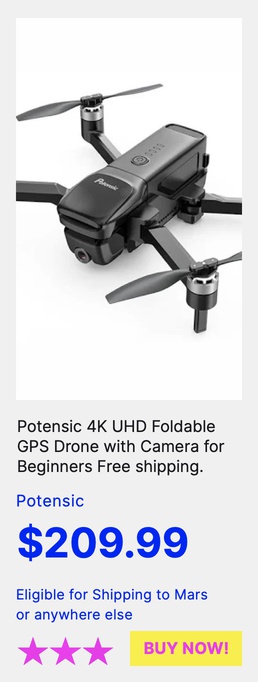 Potensic
Potensic 4K UHD Foldable
GPS Drone with Camera for
Beginners Free shipping.
Potensic
$209.99
Eligible for Shipping to Mars
or anywhere else
BUY NOW!